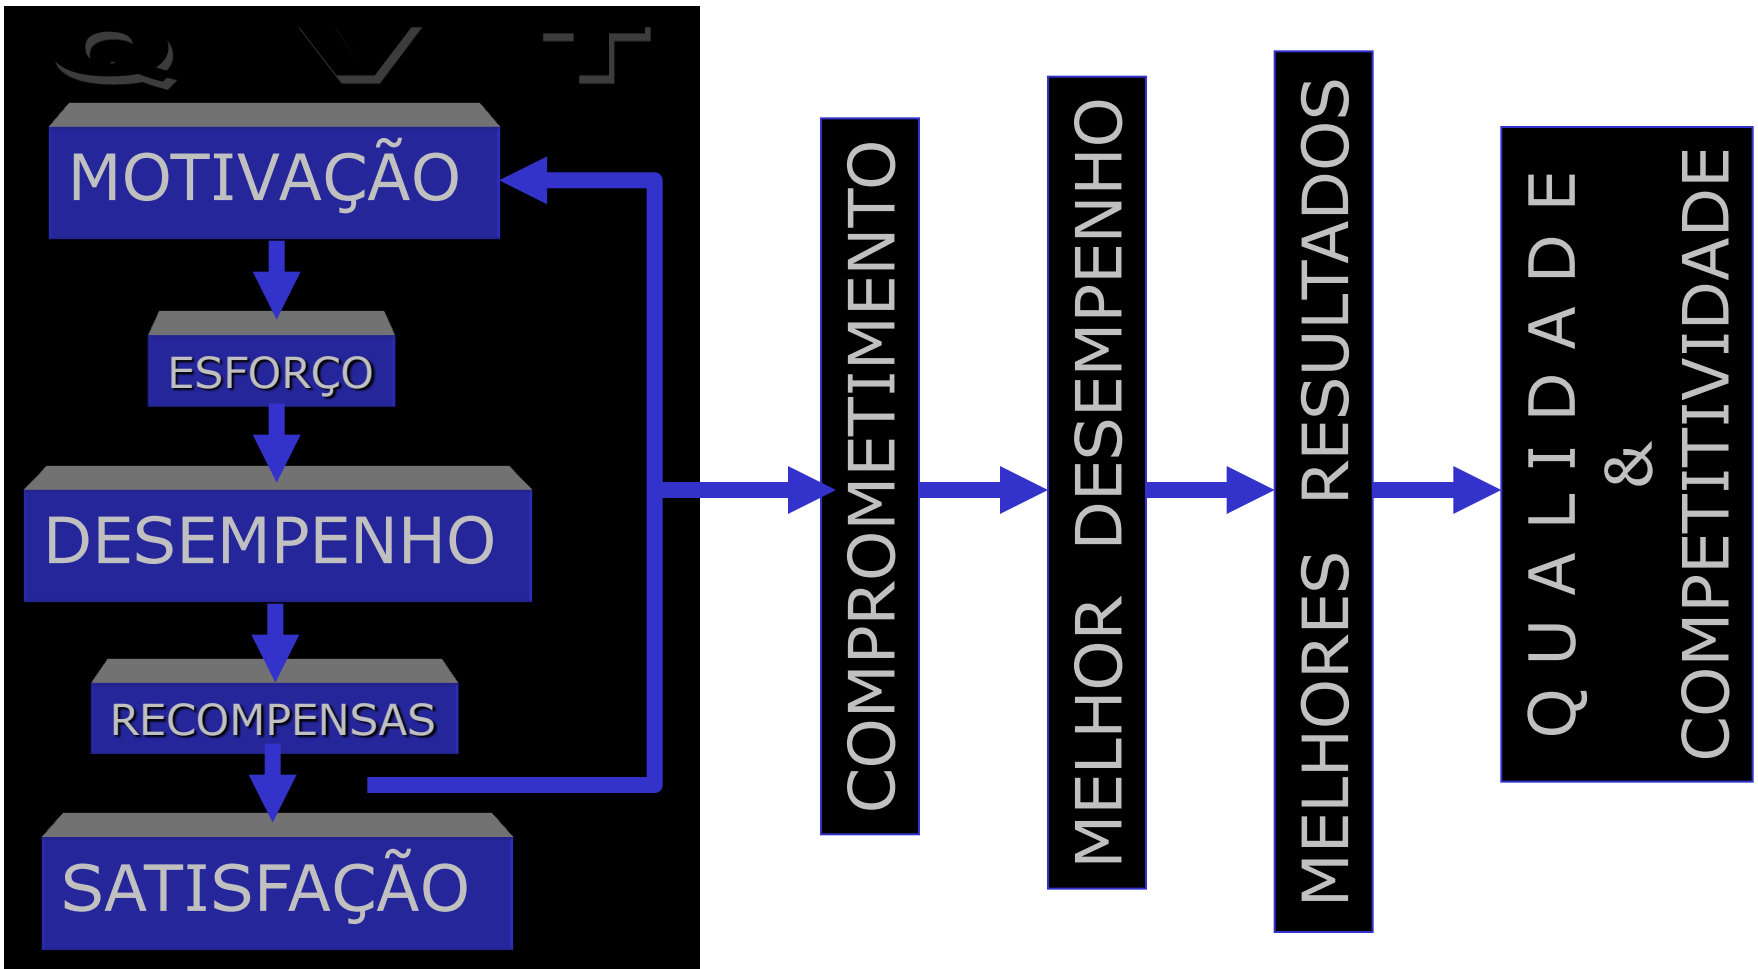 Q V T
MOTIVAÇÃO
ESFORÇO
DESEMPENHO
RECOMPENSAS
SATISFAÇÃO
COMPROMETIMENTO
MELHOR DESEMPENHO
MELHORES RESULTADOS
Q U A L I D A D E
&
COMPETITIVIDADE